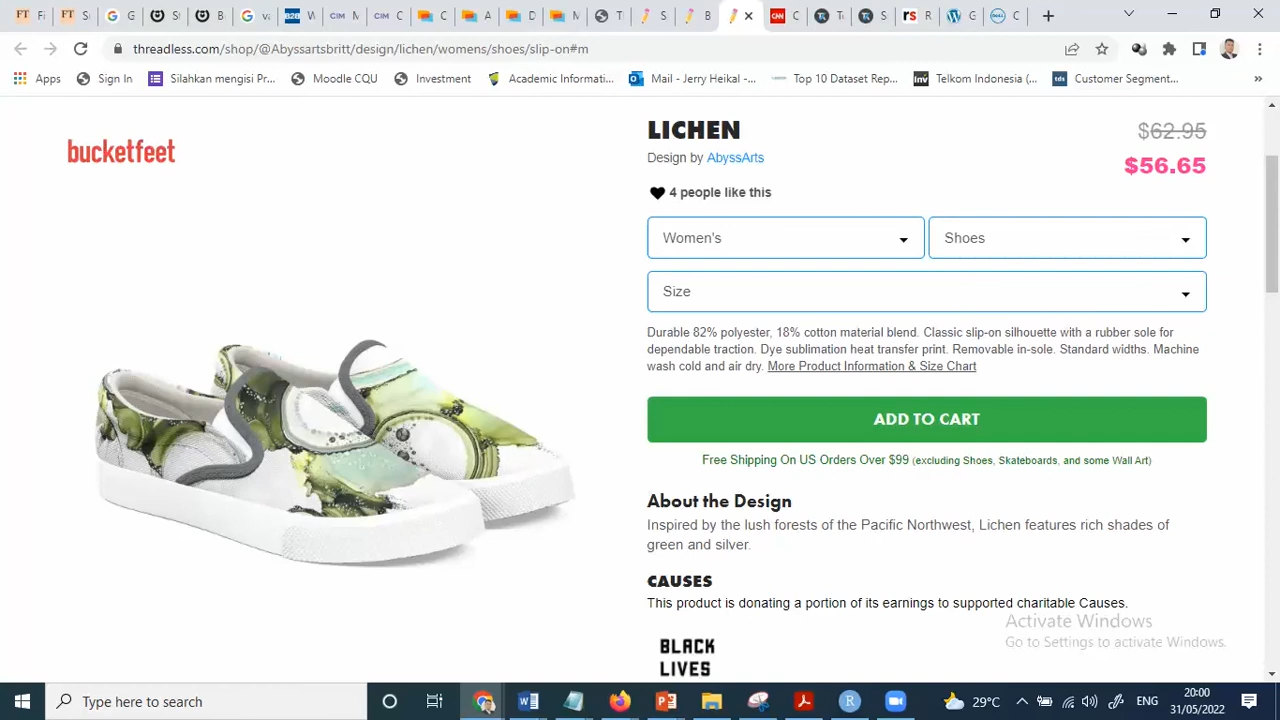 FT
FT
G
St
B
va
W
CIM
CIM C
C
A
D
M
Tl
S
B
C
S
R
G
C
threadless.com/shop/@Abyssartsbritt/design/lichen/womens/shoes/slip-on#m
Apps Sign In Silahkan mengisi Pr... Moodle CQU Investment Academic Informati... Mail - Jerry Heikal -... Top 10 Dataset Rep... Telkom Indonesia (... Customer Segment... »
bucketfeet
LICHEN
$62.95
Design by AbyssArts
$56.65
4 people like this
Women's
Shoes
Size
Durable 82% polyester, 18% cotton material blend. Classic slip-on silhouette with a rubber sole for
dependable traction. Dye sublimation heat transfer print. Removable in-sole. Standard widths. Machine
wash cold and air dry. More Product Information & Size Chart
ADD TO CART
Free Shipping On US Orders Over $99 (excluding Shoes, Skateboards, and some Wall Art)
About the Design
Inspired by the lush forests of the Pacific Northwest, Lichen features rich shades of
green and silver.
CAUSES
This product is donating a portion of its earnings to supported charitable Causes.
Activate Windows
Go to Settings to activate Windows.
BLACK
LIVES
Type here to search
29°C
ENG
20:00
31/05/2022